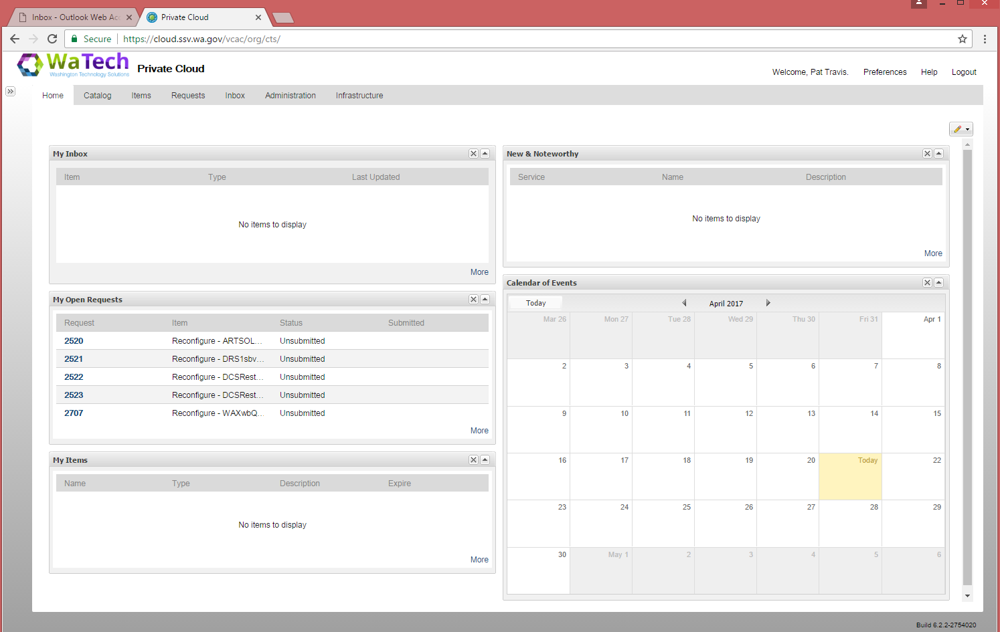 Inbox - Outlook Web Acc
Private Cloud
Secure
https://cloud.ssv.wa.gov/vcac/org/cts/
WaTech
Washington Technology Solutions
Private Cloud
Welcome, Pat Travis.
Preferences
Help
Logout
Home
Catalog
Items
Requests
Inbox
Administration
Infrastructure
My Inbox
Item Type Last Updated
No items to display
More
My Open Requests
Request Item Status Submitted
2520 Reconfigure - ARTSOL... Unsubmitted
2521 Reconfigure - DRS1sbv... Unsubmitted
2522 Reconfigure - DCSRest... Unsubmitted
2523 Reconfigure - DCSRest... Unsubmitted
2707 Reconfigure - WAXwbQ... Unsubmitted
More
My Items
Name Type Description Expire
No items to display
More
New & Noteworthy
Service Name Description
No items to display
More
Calendar of Events
Today
April 2017
Mar 26 Mon 27 Tue 28 Wed 29 Thu 30 Fri 31 Apr 1
2 3 4 5 6 7 8
9 10 11 12 13 14 15
16 17 18 19 20 Today 22
23 24 25 26 27 28 29
30 May 1 2 3 4 5 6
Build 6.2.2-2754020